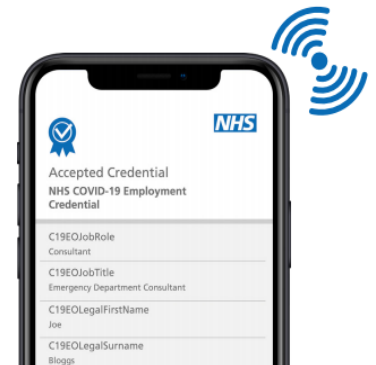 NHS
Accepted Credential
NHS COVID-19 Employment
Credential
C19EOJobRole
Consultant
C19EOJobTitle
Emergency Department Consultant
C19EOLegalFirstName
Joe
C19EOLegalSurname
Bloggs